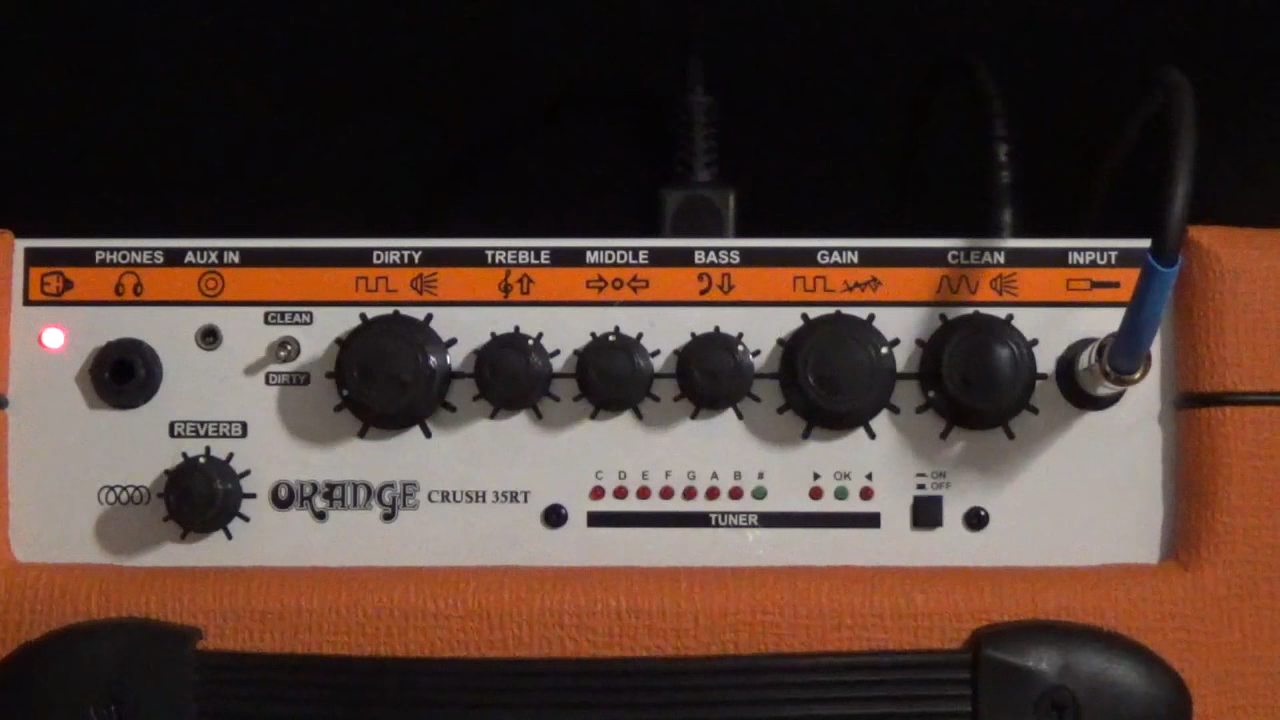 PHONES AUX IN DIRTY TREBLE MIDDLE BASS GAIN CLEAN INPUT
CLEAN
DIRTY
REVERB
ORANGE CRUSH 35RT
C D E F G A B # OK
TUNER
ON
OFF